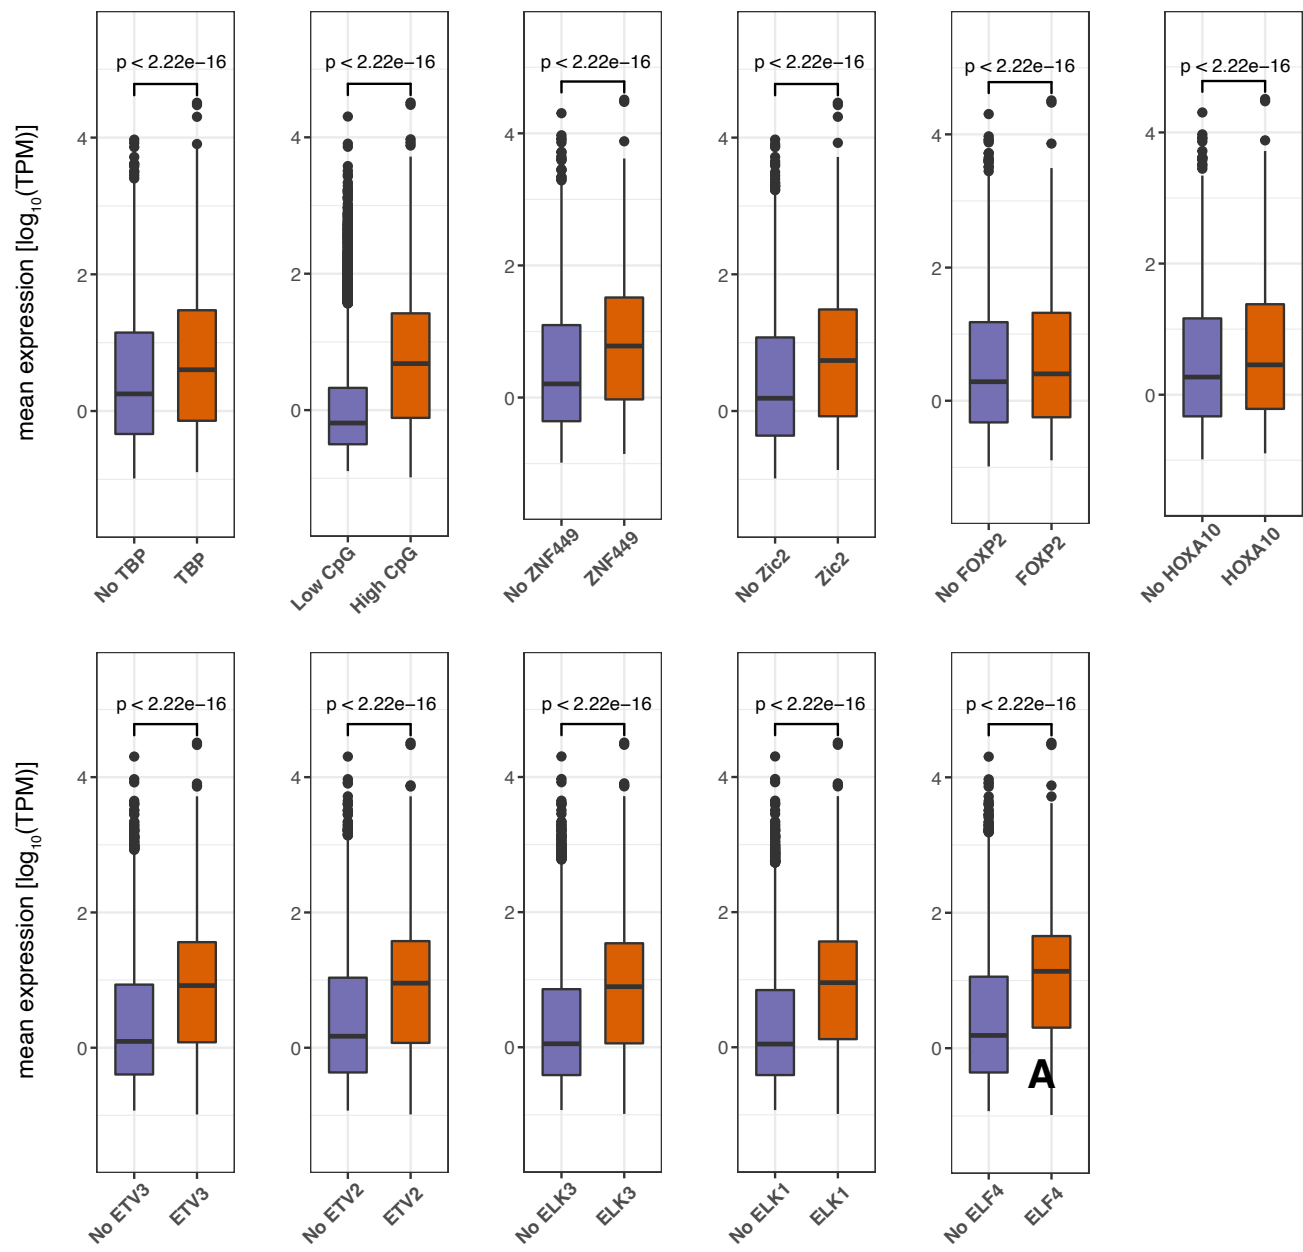 p < 2.22e−16 p < 2.22e−16 p < 2.22e−16 p < 2.22e−16 p < 2.22e−16 p < 2.22e−16
mean expression [log10(TPM)]
4 4 4 4 4 4
2 2 2 2 2 2
0 0 0 0 0 0
No TBP TBP Low CpG High CpG No ZNF449 ZNF449 No Zic2 Zic2 No FOXP2 FOXP2 No HOXA10 HOXA10
p < 2.22e−16 p < 2.22e−16 p < 2.22e−16 p < 2.22e−16 p < 2.22e−16
mean expression [log10(TPM)]
4 4 4 4 4
2 2 2 2 2
0 0 0 0 0
A
No ETV3 ETV3 No ETV2 ETV2 No ELK3 ELK3 No ELK1 ELK1 No ELF4 ELF4